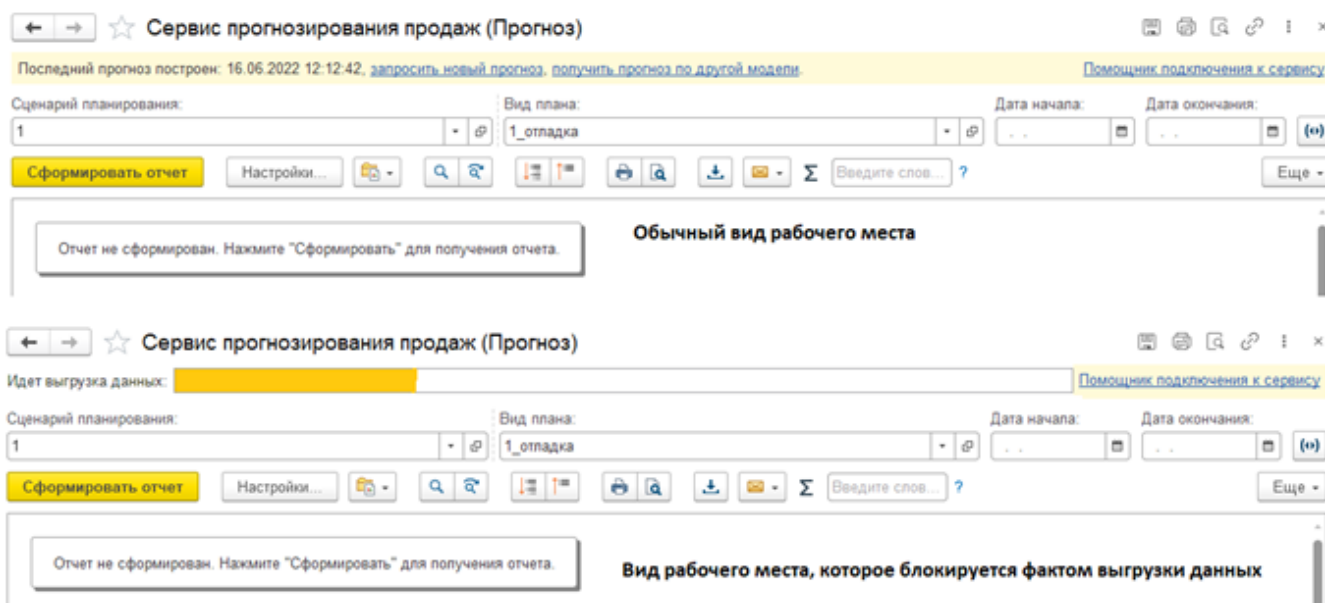 Сервис прогнозирования продаж (Прогноз)
Последний прогноз построен: 16.06.2022 12:12:42, запросить новый прогноз, получить прогноз по другой модели. Помощник подключения к сервису
Сценарий планирования: Вид плана: Дата начала: Дата окончания:
1 1_отладка . . . .
Сформировать отчет Настройки... Σ Введите слов... ? Еще
Отчет не сформирован. Нажмите "Сформировать" для получения отчета. Обычный вид рабочего места
Сервис прогнозирования продаж (Прогноз)
Идет выгрузка данных: Помощник подключения к сервису
Сценарий планирования: Вид плана: Дата начала: Дата окончания:
1 1_отладка . . . .
Сформировать отчет Настройки... Σ Введите слов... ? Еще
Отчет не сформирован. Нажмите "Сформировать" для получения отчета. Вид рабочего места, которое блокируется фактом выгрузки данных